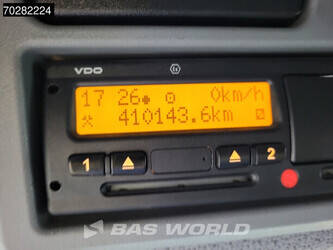 70282224
VDO
17 26 0km/h
410143.6km
1 2
BAS WORLD